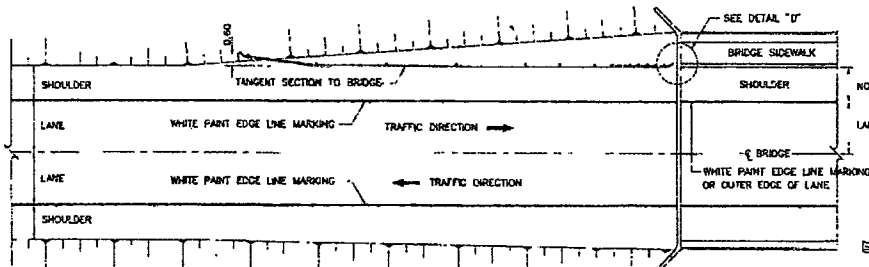 SEE DETAIL "D"
0.60
BRIDGE SIDEWALK
SHOULDER
TANGENT SECTION TO BRIDGE
SHOULDER
NO
LANE
WHITE PAINT EDGE LINE MARKING
TRAFFIC DIRECTION
LAN
℄ BRIDGE
LANE
WHITE PAINT EDGE LINE MARKING
TRAFFIC DIRECTION
WHITE PAINT EDGE LINE MARKING
OR OUTER EDGE OF LANE
SHOULDER